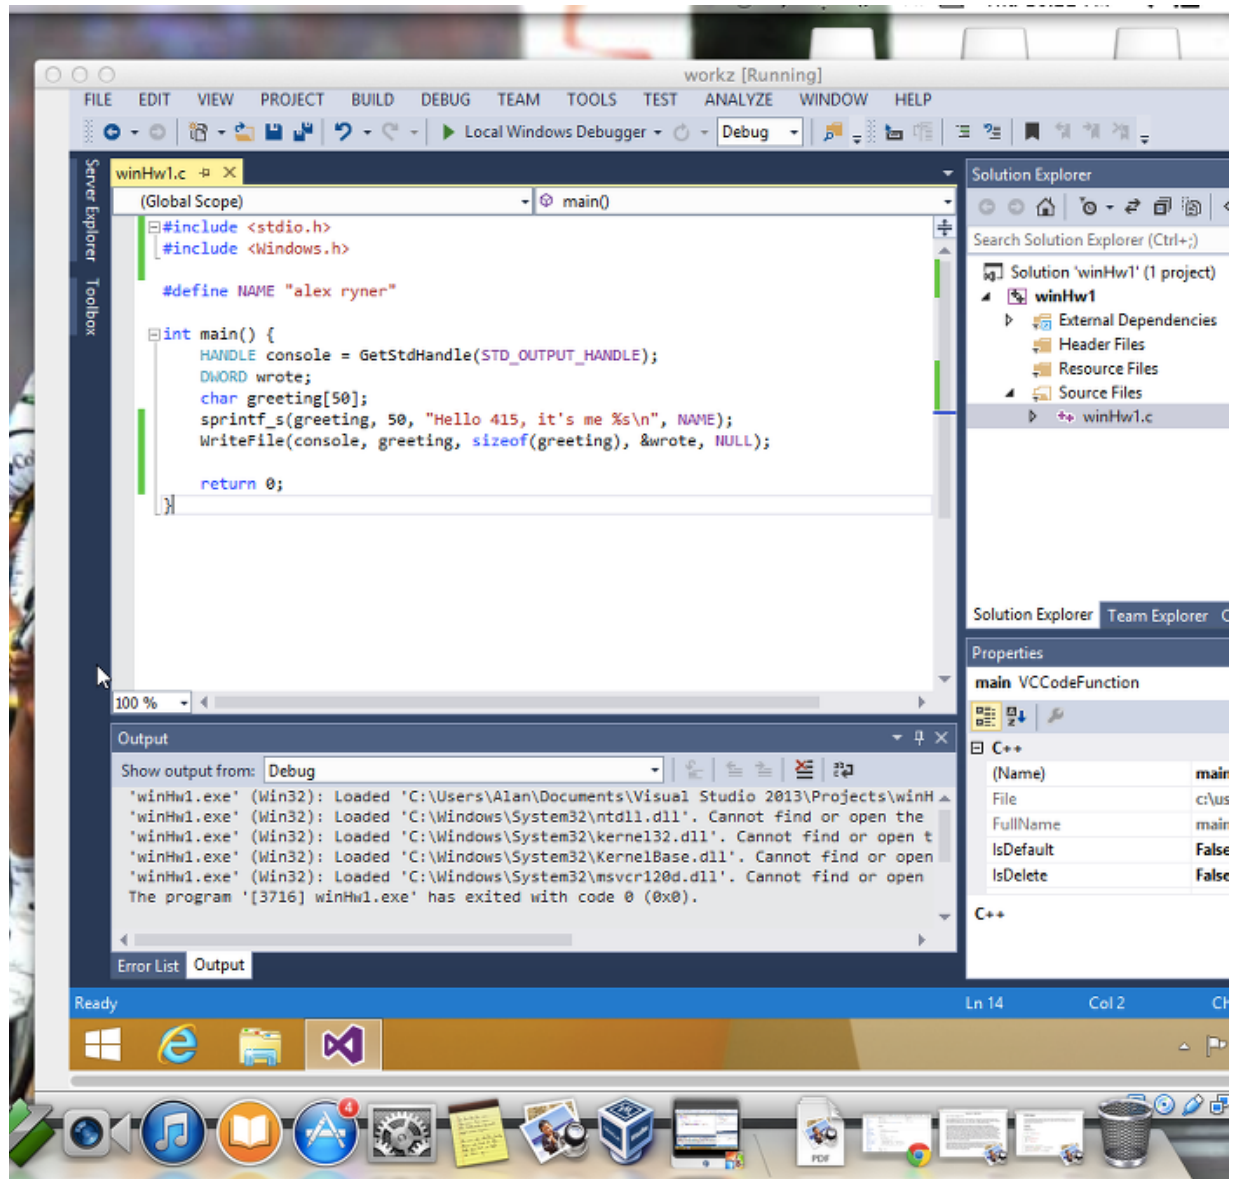 workz [Running]
FILE EDIT VIEW PROJECT BUILD DEBUG TEAM TOOLS TEST ANALYZE WINDOW HELP
Local Windows Debugger Debug
Server Explorer
Toolbox
winHw1.c
(Global Scope) main()
#include <stdio.h>
#include <Windows.h>
#define NAME "alex ryner"
int main() {
HANDLE console = GetStdHandle(STD_OUTPUT_HANDLE);
DWORD wrote;
char greeting[50];
sprintf_s(greeting, 50, "Hello 415, it's me %s\n", NAME);
WriteFile(console, greeting, sizeof(greeting), &wrote, NULL);
return 0;
}
100 %
Solution Explorer
Search Solution Explorer (Ctrl+;)
Solution 'winHw1' (1 project)
winHw1
External Dependencies
Header Files
Resource Files
Source Files
winHw1.c
Solution Explorer Team Explorer
Properties
main VCCodeFunction
C++
(Name) main
File c:\us
FullName main
IsDefault False
IsDelete False
C++
Output
Show output from: Debug
'winHw1.exe' (Win32): Loaded 'C:\Users\Alan\Documents\Visual Studio 2013\Projects\winH
'winHw1.exe' (Win32): Loaded 'C:\Windows\System32\ntdll.dll'. Cannot find or open the
'winHw1.exe' (Win32): Loaded 'C:\Windows\System32\kernel32.dll'. Cannot find or open t
'winHw1.exe' (Win32): Loaded 'C:\Windows\System32\KernelBase.dll'. Cannot find or open
'winHw1.exe' (Win32): Loaded 'C:\Windows\System32\msvcr120d.dll'. Cannot find or open
The program '[3716] winHw1.exe' has exited with code 0 (0x0).
Error List Output
Ready Ln 14 Col 2
4
PDF